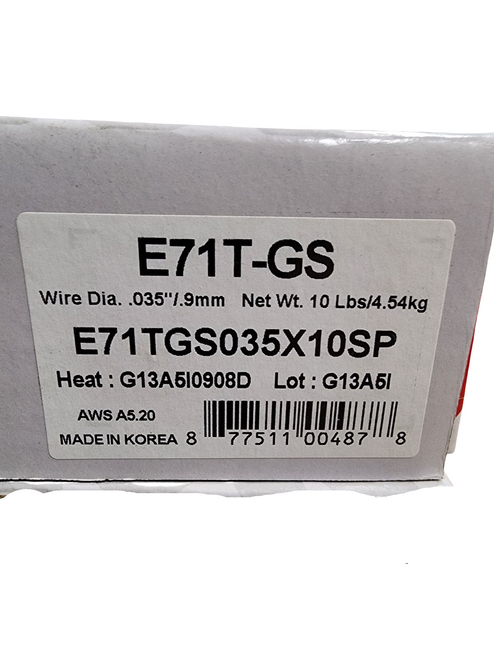 E71T-GS
Wire Dia. .035"/.9mm Net Wt. 10 Lbs/4.54kg
E71TGS035X10SP
Heat : G13A5I0908D Lot : G13A5I
AWS A5.20
MADE IN KOREA 8 77511 00487 8